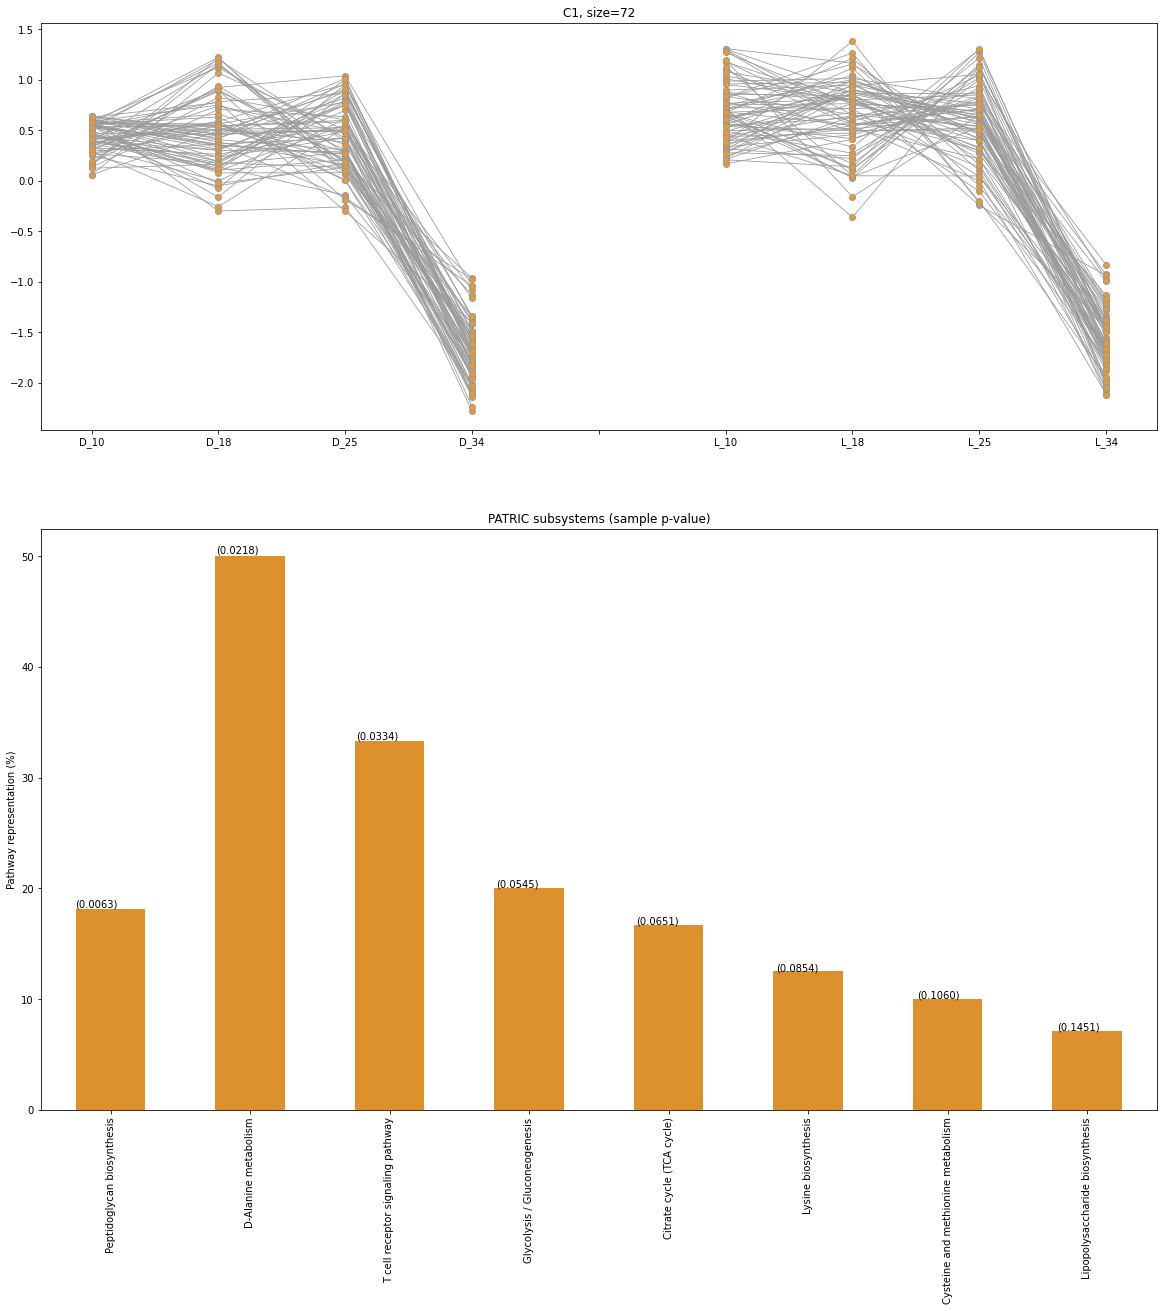 C1, size=72
1.5
1.0
0.5
0.0
−0.5
−1.0
−1.5
−2.0
D_10 D_18 D_25 D_34 L_10 L_18 L_25 L_34
PATRIC subsystems (sample p-value)
Pathway representation (%)
50
40
30
20
10
0
(0.0063)
(0.0218)
(0.0334)
(0.0545)
(0.0651)
(0.0854)
(0.1060)
(0.1451)
Peptidoglycan biosynthesis
D-Alanine metabolism
T cell receptor signaling pathway
Glycolysis / Gluconeogenesis
Citrate cycle (TCA cycle)
Lysine biosynthesis
Cysteine and methionine metabolism
Lipopolysaccharide biosynthesis